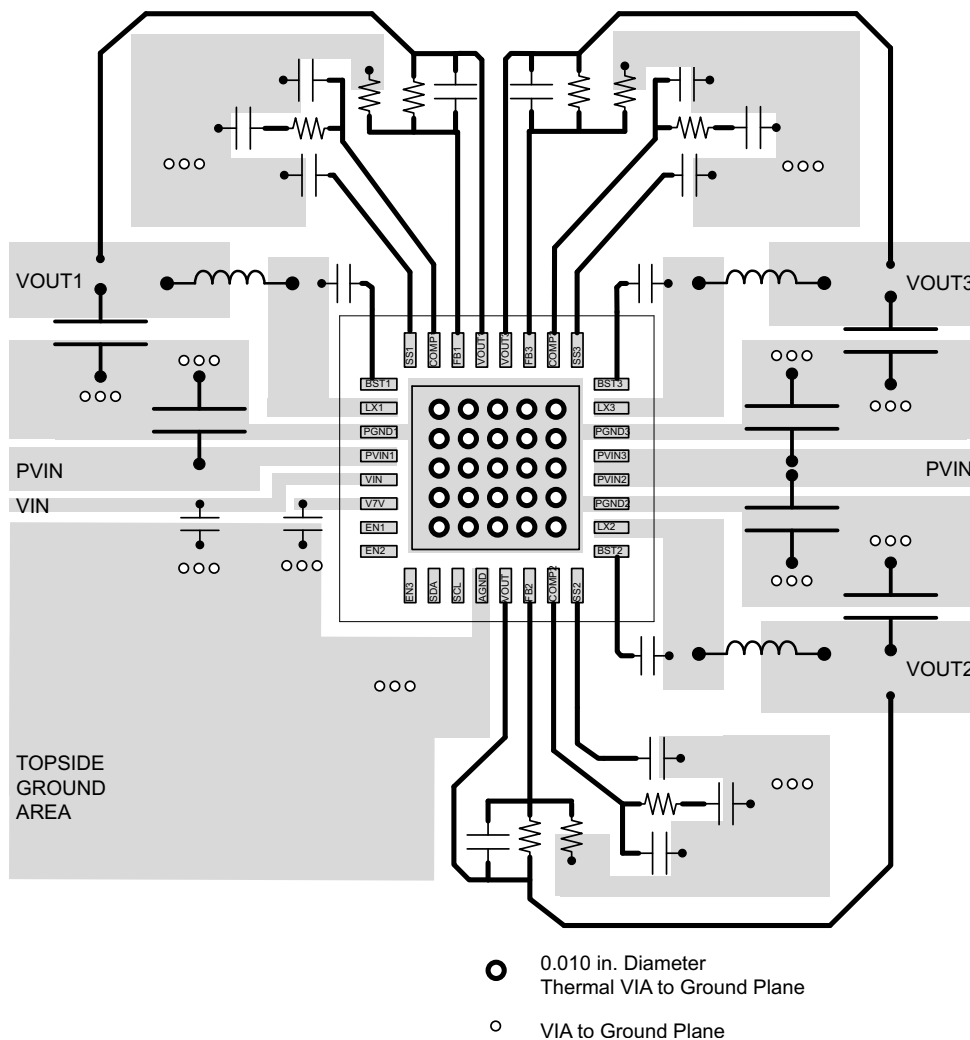 VOUT1
VOUT3
SS1
COMP1
FB1
VOUT1
VOUT3
FB3
COMP2
SS3
BST1
LX1
PGND1
PVIN1
VIN
V7V
EN1
EN2
BST3
LX3
PGND3
PVIN3
PVIN2
PGND2
LX2
BST2
PVIN
VIN
PVIN
EN3
SDA
SCL
AGND
VOUT
FB2
COMP2
SS2
VOUT2
TOPSIDE
GROUND
AREA
0.010 in. Diameter
Thermal VIA to Ground Plane
VIA to Ground Plane